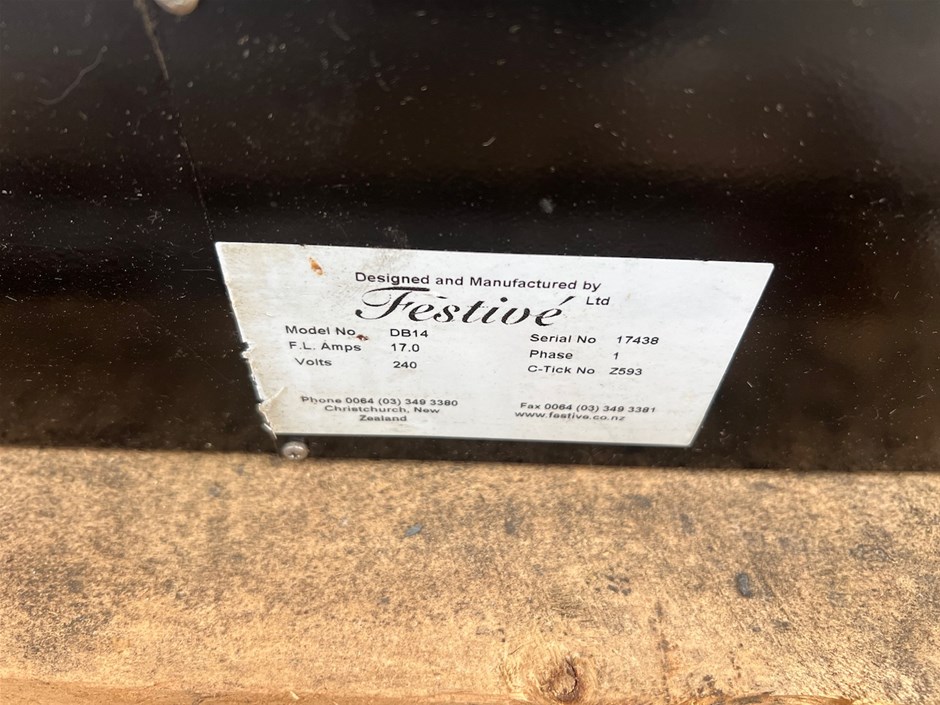 Designed and Manufactured by
Festivé Ltd
Model No DB14
F.L. Amps 17.0
Volts 240
Serial No 17438
Phase 1
C-Tick No Z593
Phone 0064 (03) 349 3380
Christchurch, New
Zealand
Fax 0064 (03) 349 3381
www.festive.co.nz